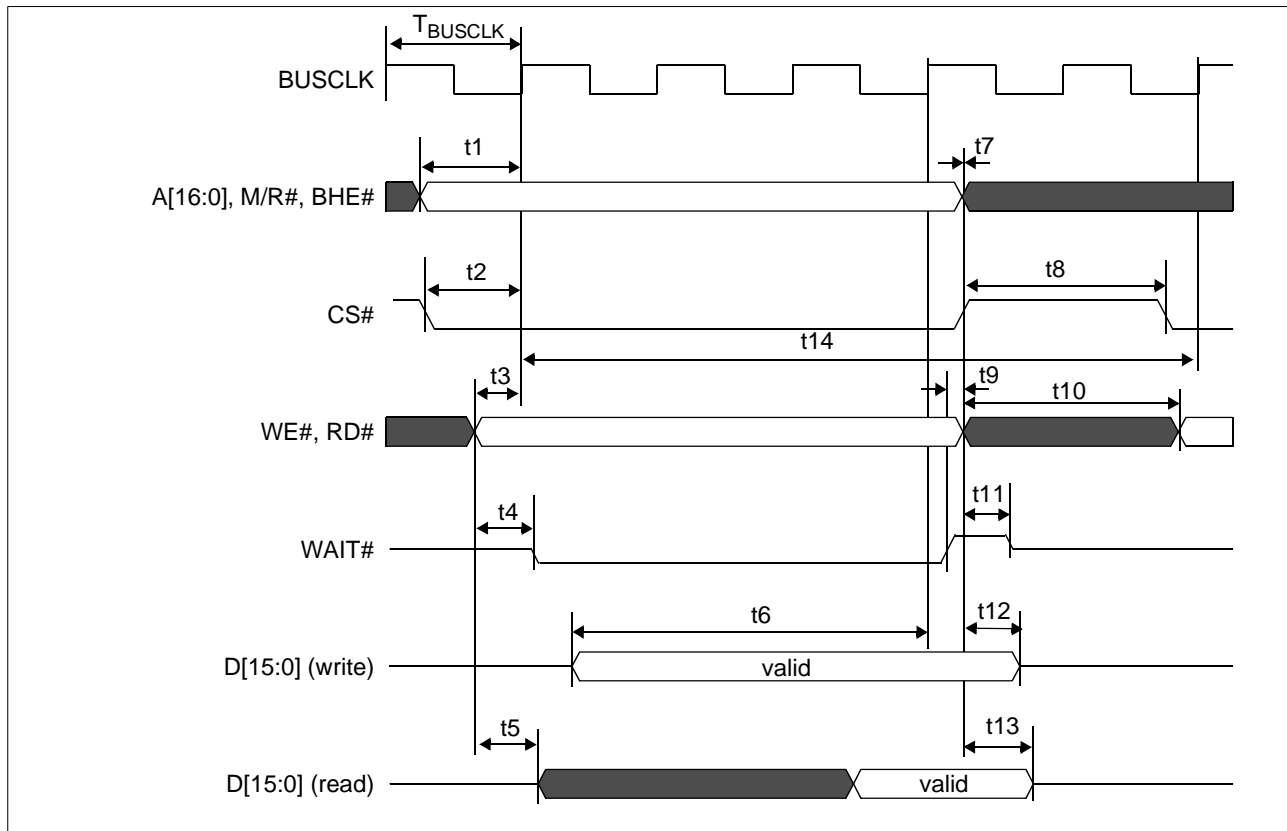 TBUSCLK
BUSCLK
t1
t7
A[16:0], M/R#, BHE#
t2
t8
CS#
t14
t3
t9
t10
WE#, RD#
t4
t11
WAIT#
t6
t12
D[15:0] (write)
valid
t5
t13
D[15:0] (read)
valid